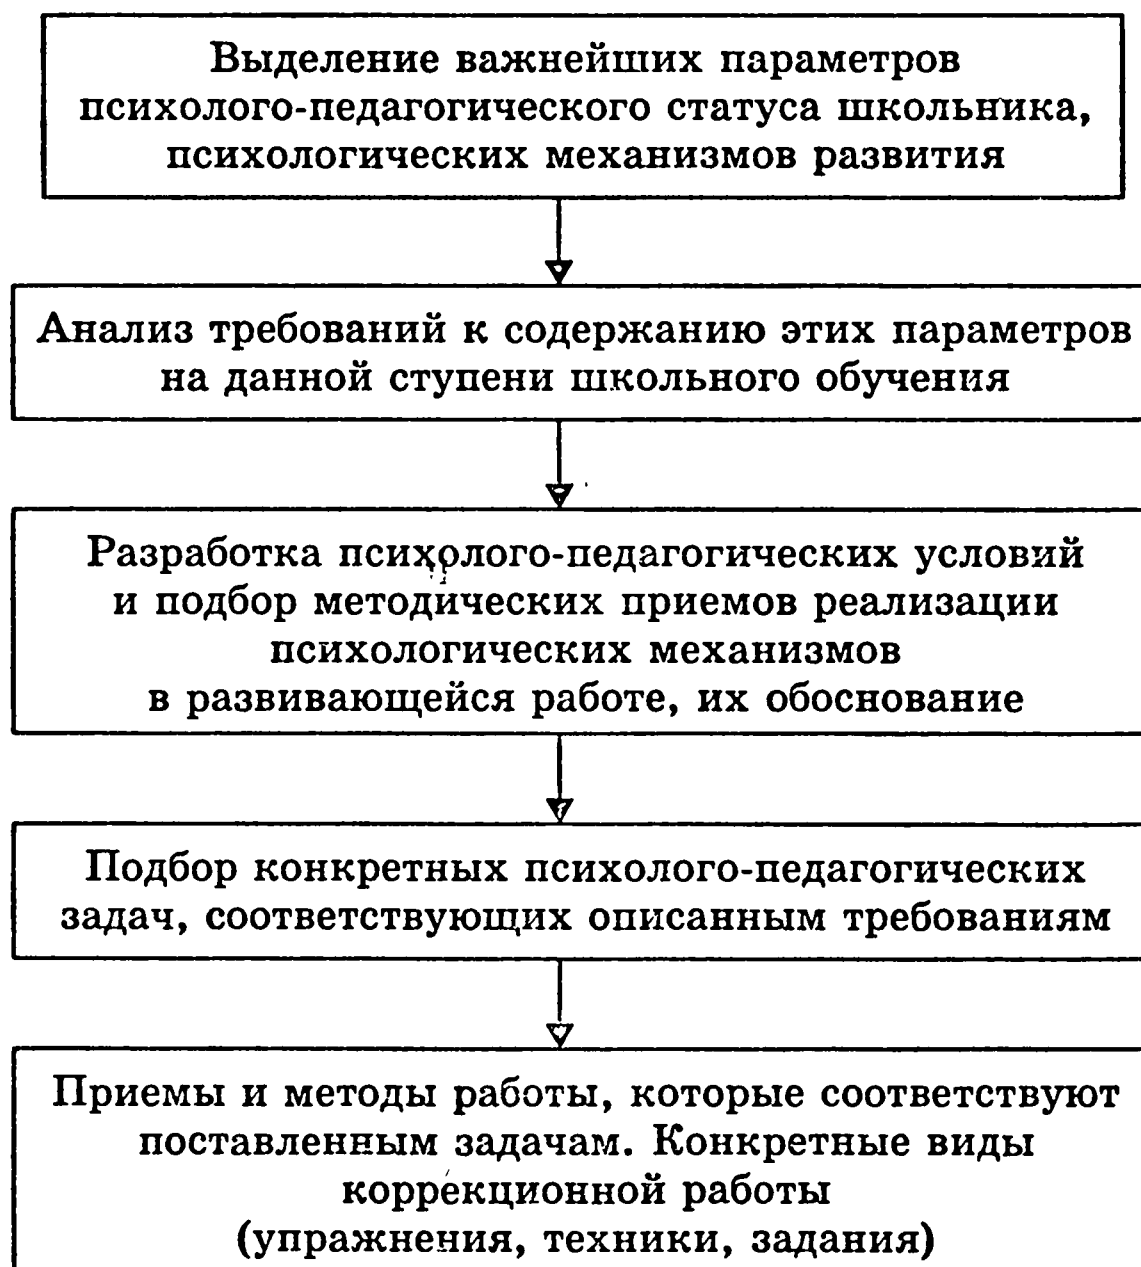 Выделение важнейших параметров
психолого-педагогического статуса школьника,
психологических механизмов развития
Анализ требований к содержанию этих параметров
на данной ступени школьного обучения
Разработка психолого-педагогических условий
и подбор методических приемов реализации
психологических механизмов
в развивающейся работе, их обоснование
Подбор конкретных психолого-педагогических
задач, соответствующих описанным требованиям
Приемы и методы работы, которые соответствуют
поставленным задачам. Конкретные виды
коррекционной работы
(упражнения, техники, задания)